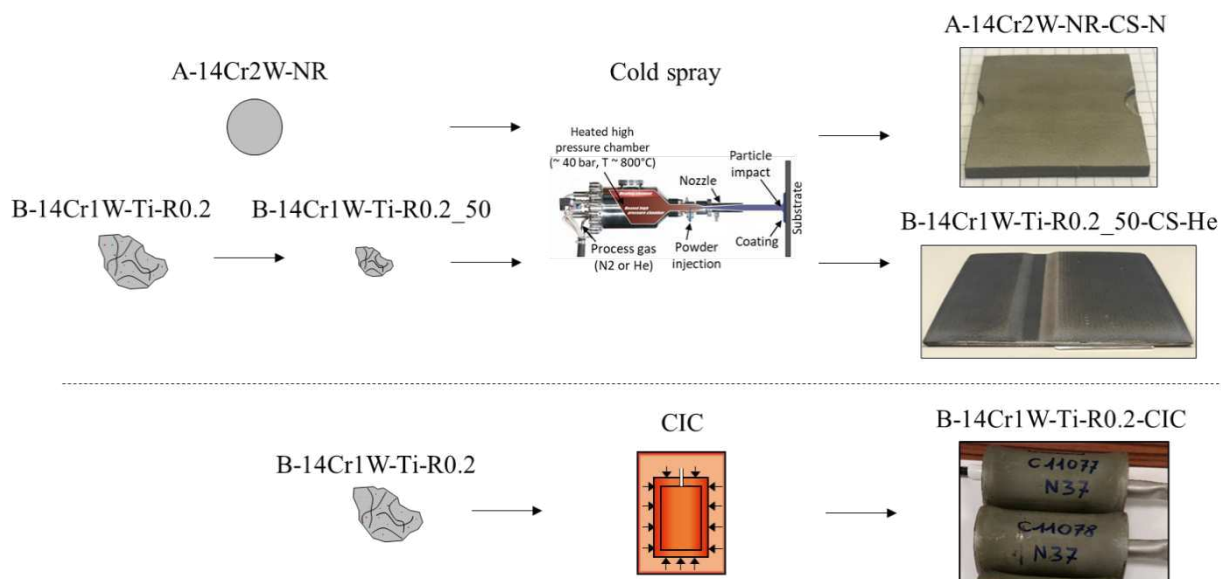 A-14Cr2W-NR-CS-N
A-14Cr2W-NR
Cold spray
Heated high
pressure chamber
(~ 40 bar, T ~ 800°C)
Nozzle
Particle
impact
Substrate
Process gas
(N2 or He)
Powder
injection
Coating
B-14Cr1W-Ti-R0.2
B-14Cr1W-Ti-R0.2_50
B-14Cr1W-Ti-R0.2_50-CS-He
CIC
B-14Cr1W-Ti-R0.2-CIC
B-14Cr1W-Ti-R0.2
C11077
N37
C11078
N37